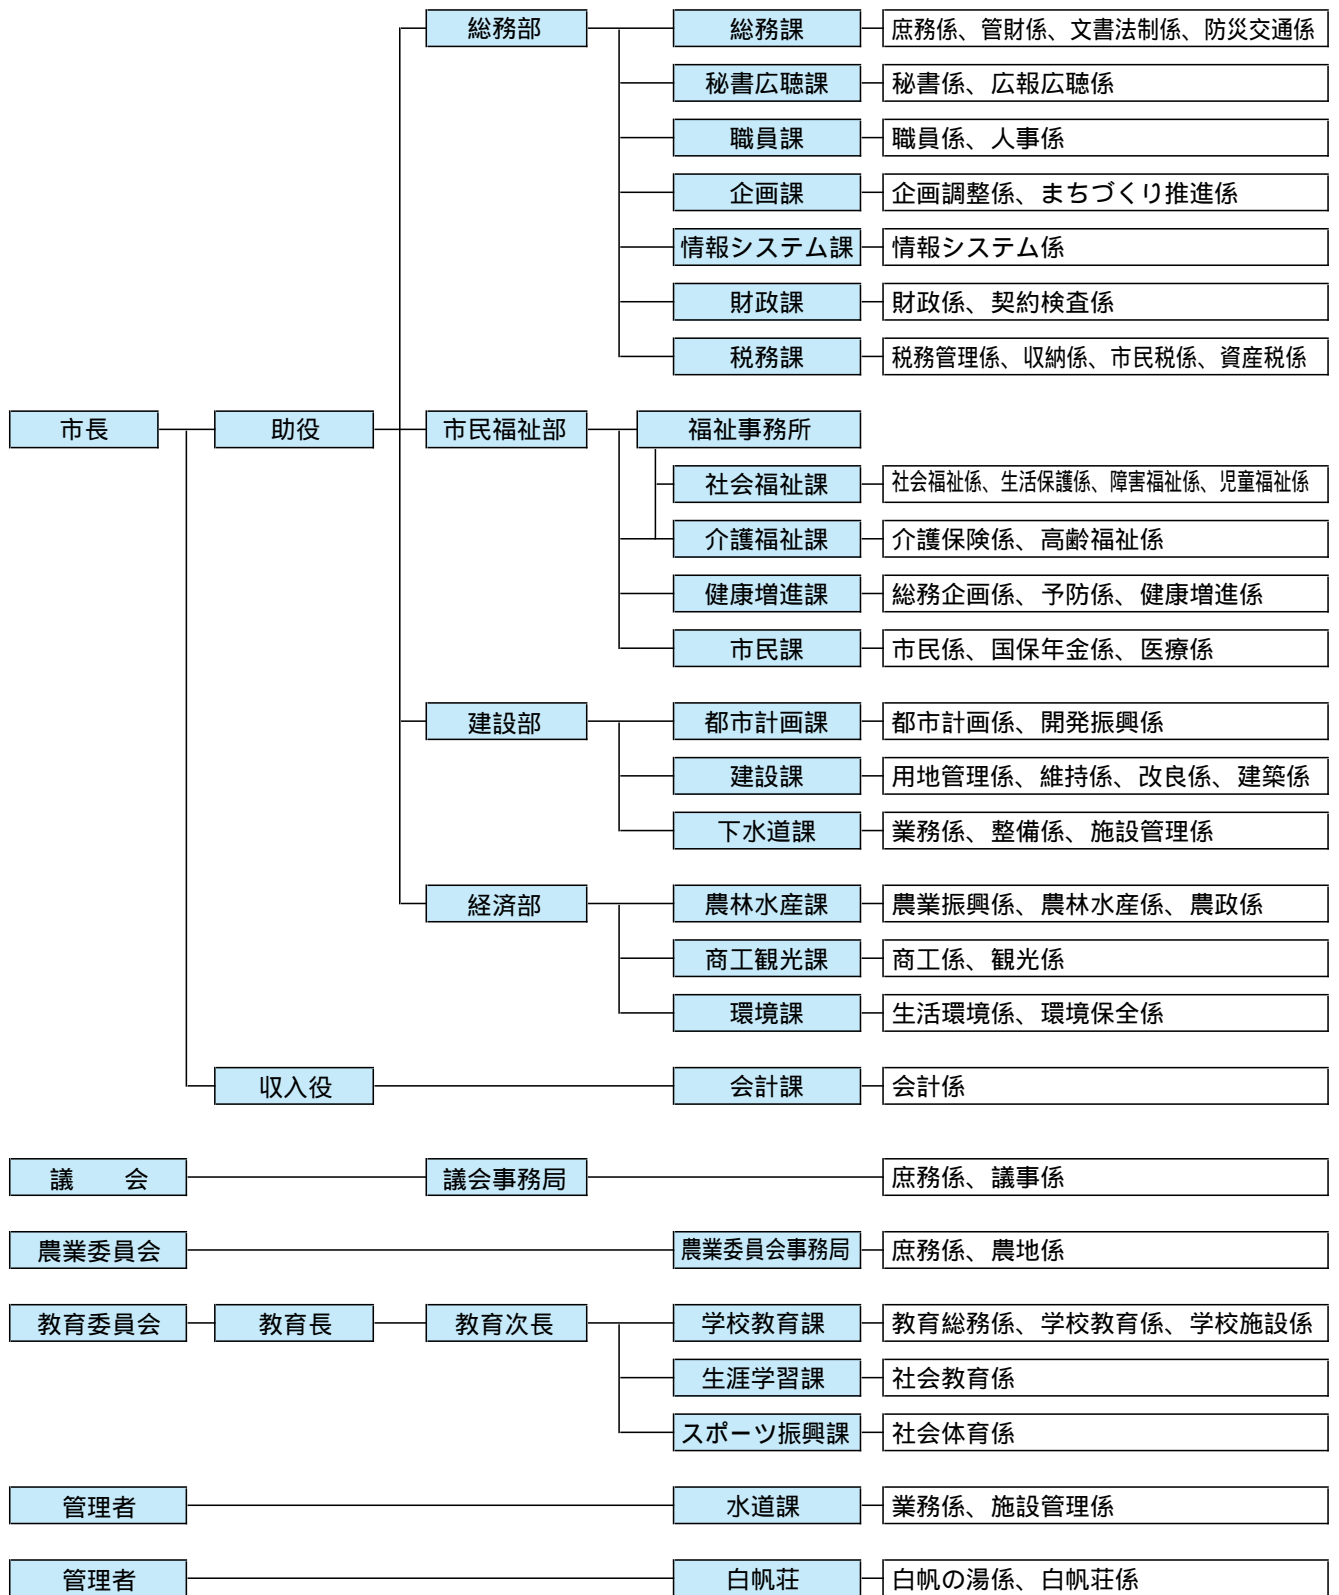 総務部 総務課 庶務係、管財係、文書法制係、防災交通係
秘書広聴課 秘書係、広報広聴係
職員課 職員係、人事係
企画課 企画調整係、まちづくり推進係
情報システム課 情報システム係
財政課 財政係、契約検査係
税務課 税務管理係、収納係、市民税係、資産税係
市長 助役 市民福祉部 福祉事務所
社会福祉課 社会福祉係、生活保護係、障害福祉係、児童福祉係
介護福祉課 介護保険係、高齢福祉係
健康増進課 総務企画係、予防係、健康増進係
市民課 市民係、国保年金係、医療係
建設部 都市計画課 都市計画係、開発振興係
建設課 用地管理係、維持係、改良係、建築係
下水道課 業務係、整備係、施設管理係
経済部 農林水産課 農業振興係、農林水産係、農政係
商工観光課 商工係、観光係
環境課 生活環境係、環境保全係
収入役 会計課 会計係
議　会 議会事務局 庶務係、議事係
農業委員会 農業委員会事務局 庶務係、農地係
教育委員会 教育長 教育次長 学校教育課 教育総務係、学校教育係、学校施設係
生涯学習課 社会教育係
スポーツ振興課 社会体育係
管理者 水道課 業務係、施設管理係
管理者 白帆荘 白帆の湯係、白帆荘係